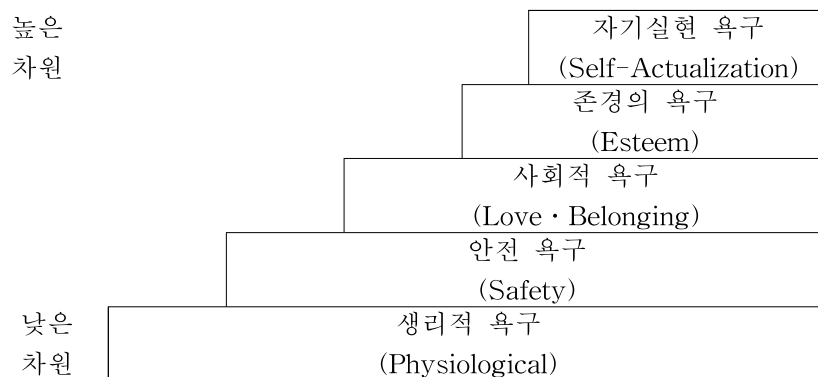 높은
차원
자기실현 욕구
(Self-Actualization)
존경의 욕구
(Esteem)
사회적 욕구
(Love · Belonging)
안전 욕구
(Safety)
낮은
차원
생리적 욕구
(Physiological)